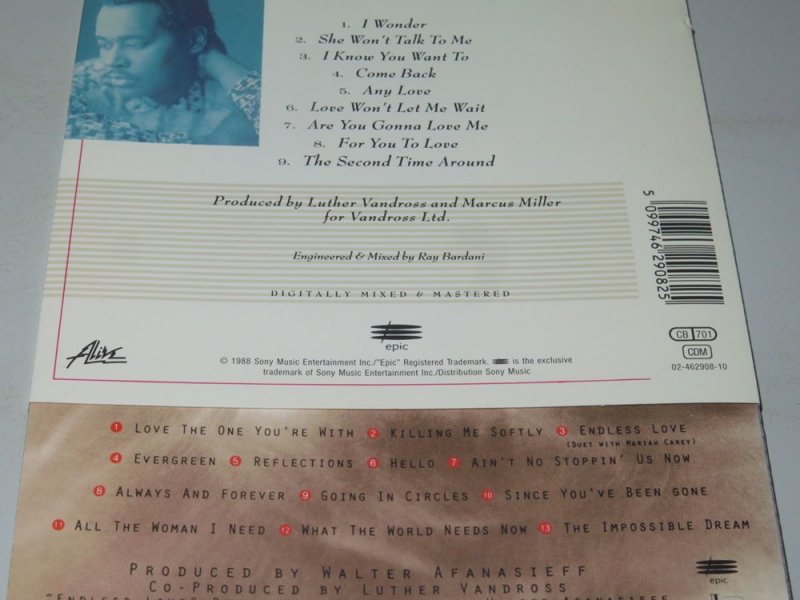 1. I Wonder
2. She Won't Talk To Me
3. I Know You Want To
4. Come Back
5. Any Love
6. Love Won't Let Me Wait
7. Are You Gonna Love Me
8. For You To Love
9. The Second Time Around
Produced by Luther Vandross and Marcus Miller
for Vandross Ltd.
Engineered & Mixed by Ray Bardani
DIGITALLY MIXED & MASTERED
5 099746 290825
Alive
epic
CB 701
CDM
02-462908-10
© 1988 Sony Music Entertainment Inc./"Epic" Registered Trademark. is the exclusive
trademark of Sony Music Entertainment Inc./Distribution Sony Music
1 LOVE THE ONE YOU'RE WITH 2 KILLING ME SOFTLY 3 ENDLESS LOVE
(DUET WITH MARIAH CAREY)
4 EVERGREEN 5 REFLECTIONS 6 HELLO 7 AIN'T NO STOPPIN' US NOW
8 ALWAYS AND FOREVER 9 GOING IN CIRCLES 10 SINCE YOU'VE BEEN GONE
11 ALL THE WOMAN I NEED 12 WHAT THE WORLD NEEDS NOW 13 THE IMPOSSIBLE DREAM
PRODUCED BY WALTER AFANASIEFF
CO-PRODUCED BY LUTHER VANDROSS
epic